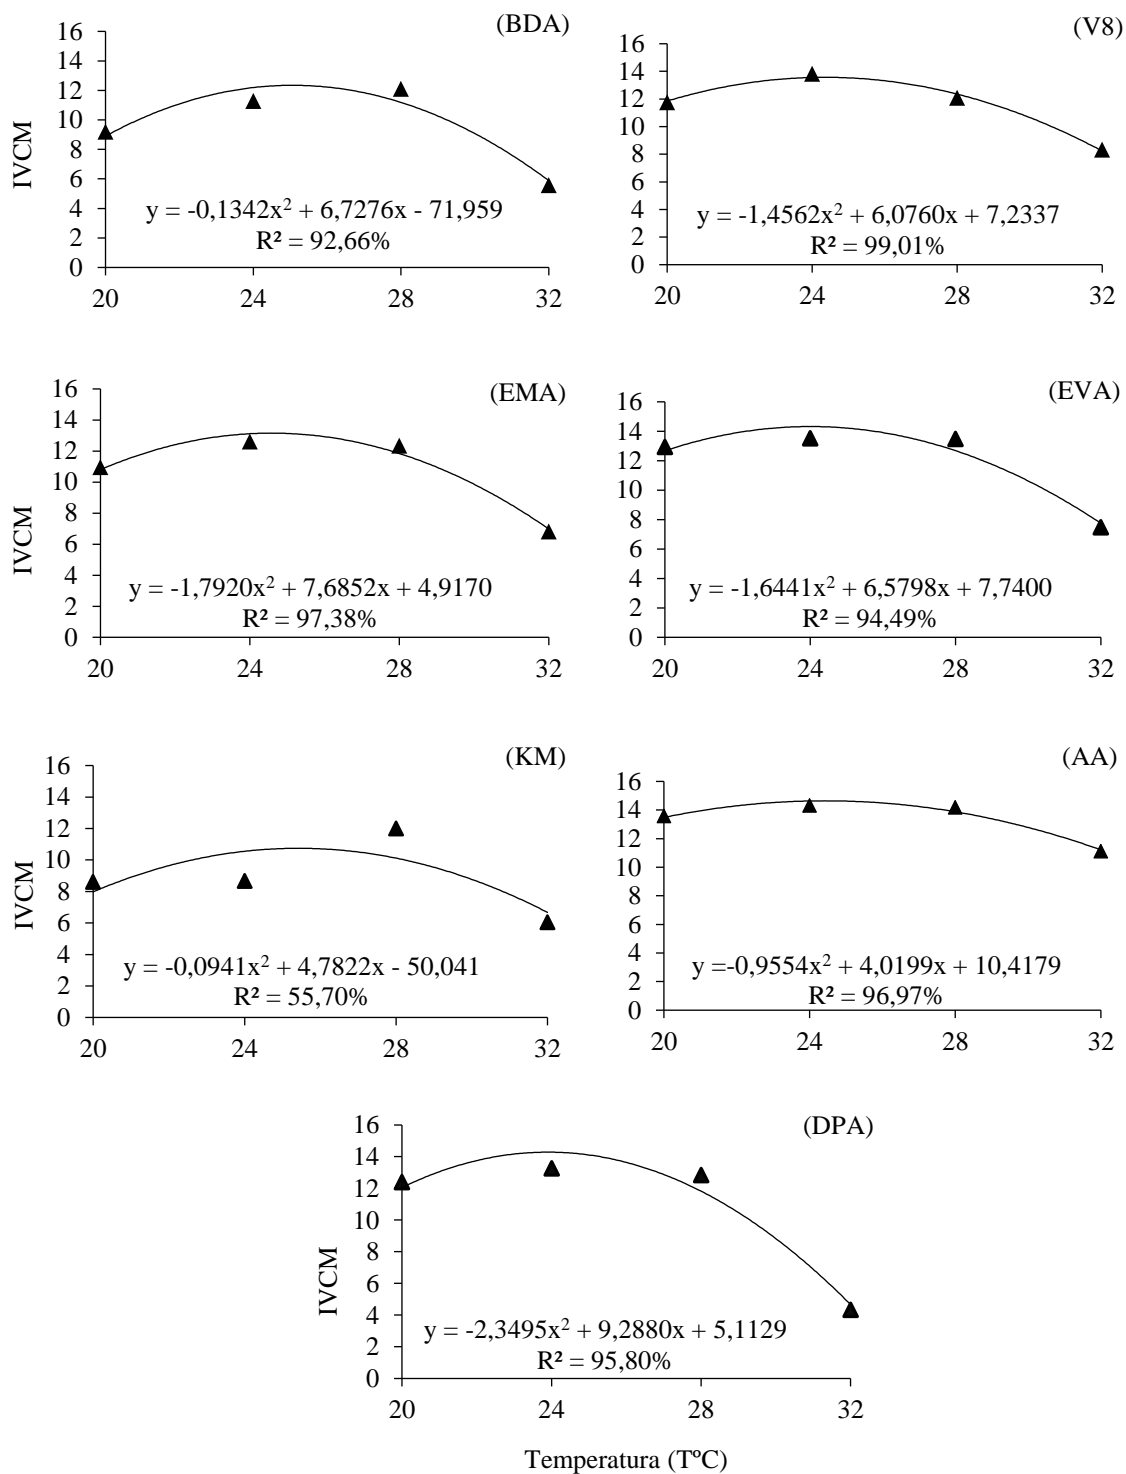 (BDA)
16
14
12
10
8
6
4
2
0
IVCM
y = -0,1342x² + 6,7276x - 71,959
R² = 92,66%
20 24 28 32
(V8)
16
14
12
10
8
6
4
2
0
y = -1,4562x² + 6,0760x + 7,2337
R² = 99,01%
20 24 28 32
(EMA)
16
14
12
10
8
6
4
2
0
IVCM
y = -1,7920x² + 7,6852x + 4,9170
R² = 97,38%
20 24 28 32
(EVA)
16
14
12
10
8
6
4
2
0
y = -1,6441x² + 6,5798x + 7,7400
R² = 94,49%
20 24 28 32
(KM)
16
14
12
10
8
6
4
2
0
IVCM
y = -0,0941x² + 4,7822x - 50,041
R² = 55,70%
20 24 28 32
(AA)
16
14
12
10
8
6
4
2
0
y =-0,9554x² + 4,0199x + 10,4179
R² = 96,97%
20 24 28 32
(DPA)
16
14
12
10
8
6
4
2
0
IVCM
y = -2,3495x² + 9,2880x + 5,1129
R² = 95,80%
20 24 28 32
Temperatura (TºC)